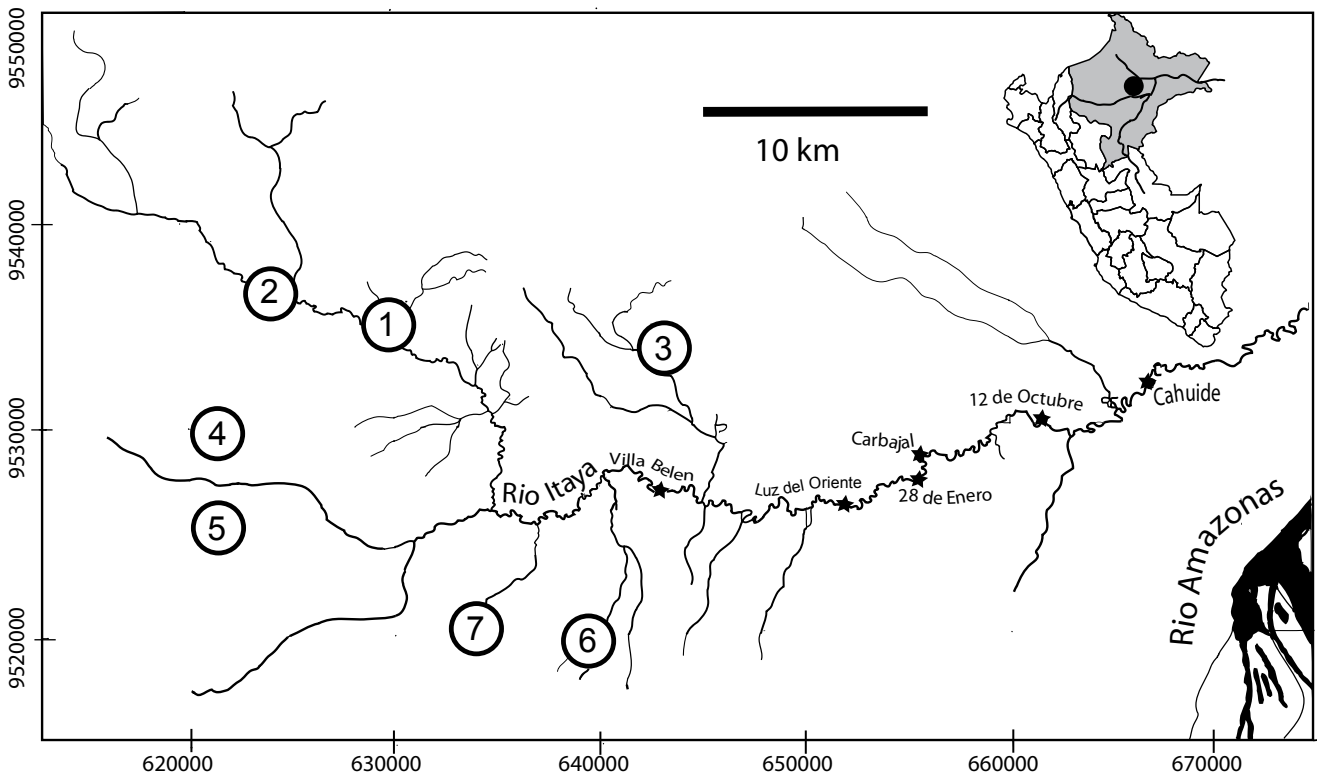 9550000
10 km
9540000
2
1
3
12 de Octubre
Cahuide
9530000
4
Carbajal
Villa Belen
Rio Itaya
Luz del Oriente
28 de Enero
5
Rio Amazonas
7
6
9520000
620000
630000
640000
650000
660000
670000